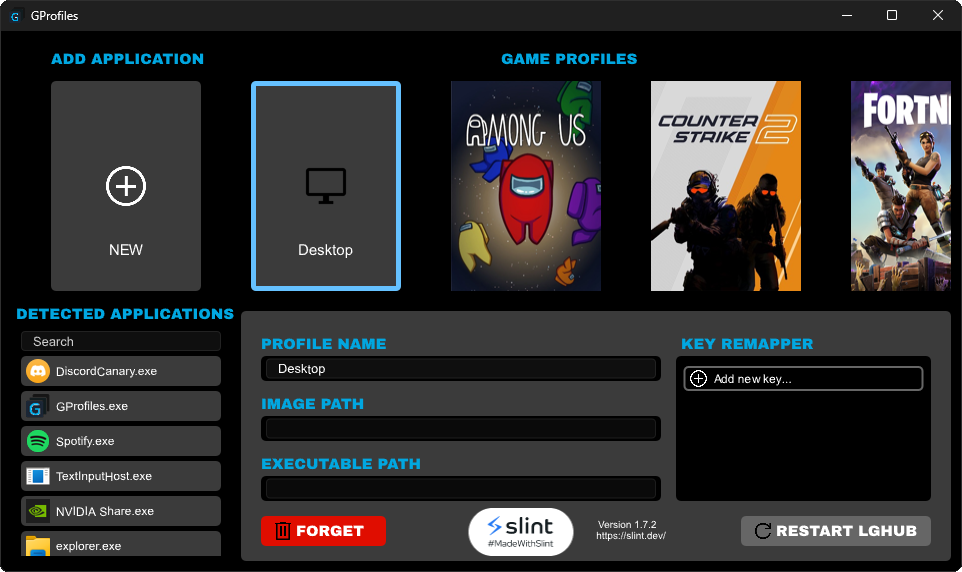 GProfiles
ADD APPLICATION
GAME PROFILES
NEW
Desktop
AMONG US
COUNTER
STRIKE 2
FORTN
DETECTED APPLICATIONS
Search
DiscordCanary.exe
GProfiles.exe
Spotify.exe
TextInputHost.exe
NVIDIA Share.exe
explorer.exe
PROFILE NAME
Desktop
IMAGE PATH
EXECUTABLE PATH
KEY REMAPPER
Add new key...
FORGET
slint
#MadeWithSlint
Version 1.7.2
https://slint.dev/
RESTART LGHUB